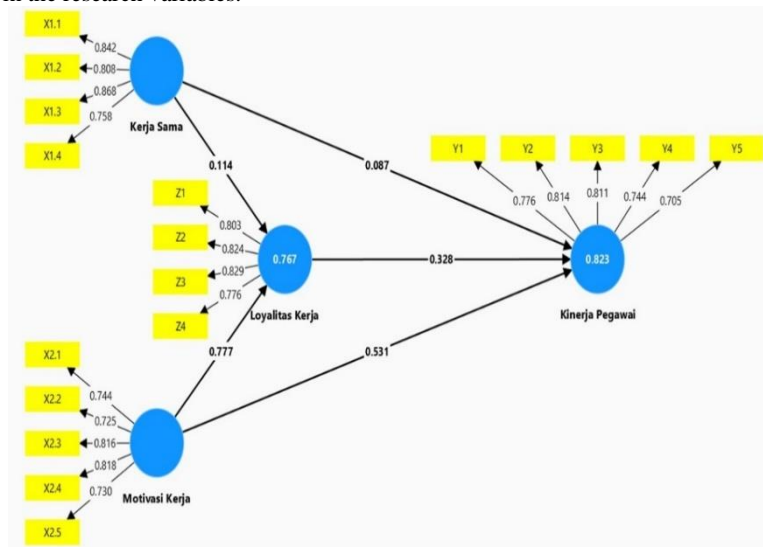 in the research variables.
X1.1
0.842
X1.2
0.808
X1.3
0.868
X1.4
0.758
Kerja Sama
0.114
0.087
Y1
Y2
Y3
Y4
Y5
0.776
0.814
0.811
0.744
0.705
Z1
0.803
Z2
0.824
Z3
0.829
Z4
0.776
0.767
Loyalitas Kerja
0.328
0.823
Kinerja Pegawai
0.777
0.531
X2.1
0.744
X2.2
0.725
X2.3
0.816
X2.4
0.818
X2.5
0.730
Motivasi Kerja